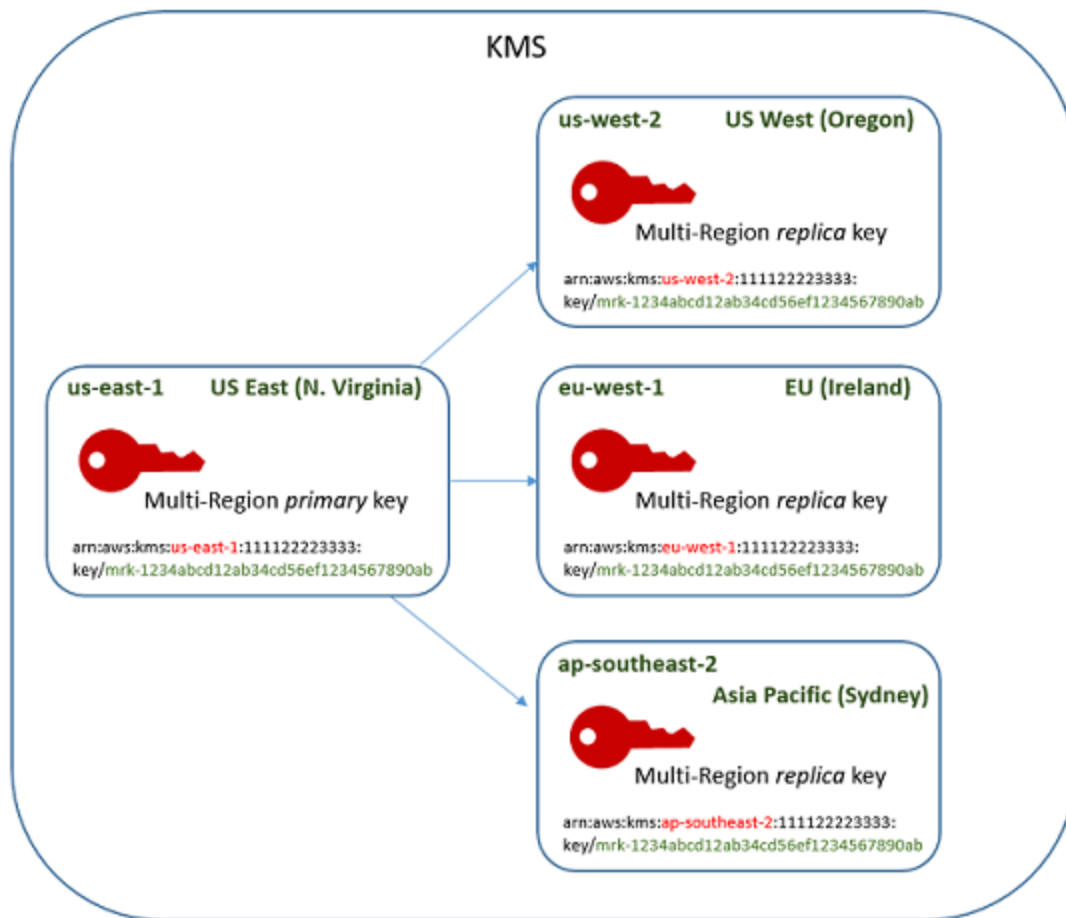 KMS
us-west-2 US West (Oregon)
Multi-Region replica key
arn:aws:kms:us-west-2:111122223333:
key/mrk-1234abcd12ab34cd56ef1234567890ab
us-east-1 US East (N. Virginia)
Multi-Region primary key
arn:aws:kms:us-east-1:111122223333:
key/mrk-1234abcd12ab34cd56ef1234567890ab
eu-west-1 EU (Ireland)
Multi-Region replica key
arn:aws:kms:eu-west-1:111122223333:
key/mrk-1234abcd12ab34cd56ef1234567890ab
ap-southeast-2
Asia Pacific (Sydney)
Multi-Region replica key
arn:aws:kms:ap-southeast-2:111122223333:
key/mrk-1234abcd12ab34cd56ef1234567890ab